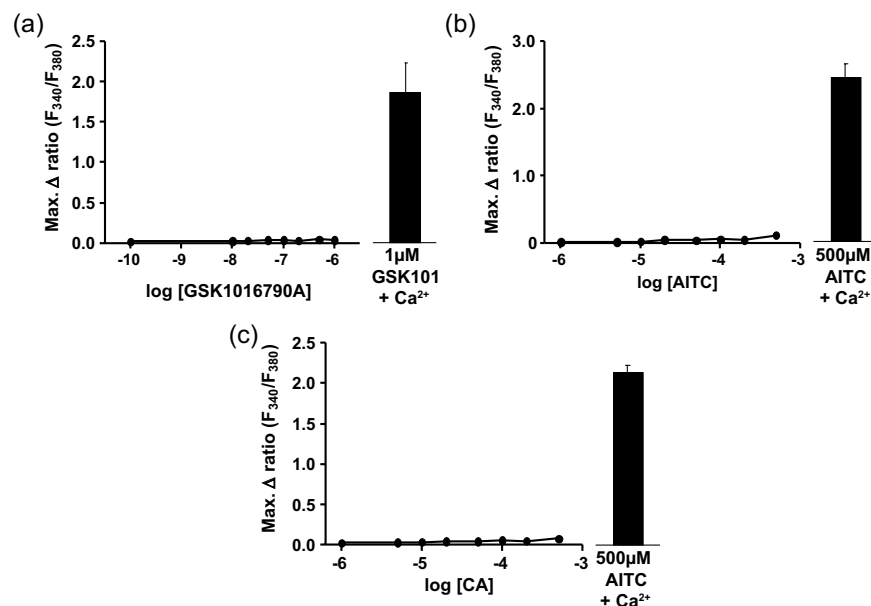 (a)
Max. Δ ratio (F340/F380)
2.5
2.0
1.5
1.0
0.5
0.0
-10 -9 -8 -7 -6
log [GSK1016790A]
1µM
GSK101
+ Ca²⁺
(b)
Max. Δ ratio (F340/F380)
3.0
2.0
1.0
0
-6 -5 -4 -3
log [AITC]
500µM
AITC
+ Ca²⁺
(c)
Max. Δ ratio (F340/F380)
2.5
2.0
1.5
1.0
0.5
0.0
-6 -5 -4 -3
log [CA]
500µM
AITC
+ Ca²⁺